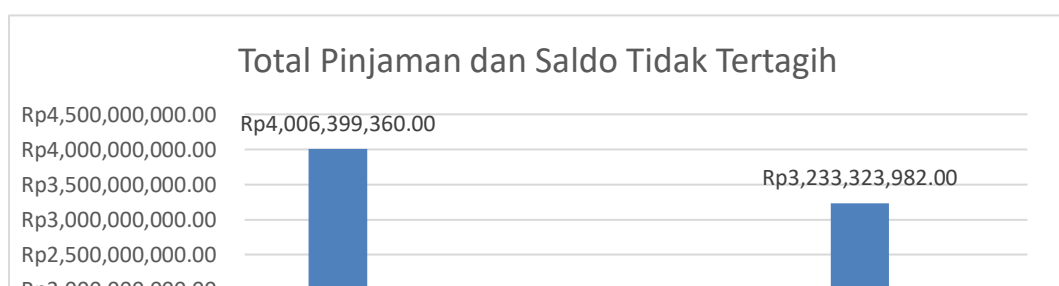 Total Pinjaman dan Saldo Tidak Tertagih
Rp4,500,000,000.00
Rp4,006,399,360.00
Rp4,000,000,000.00
Rp3,500,000,000.00
Rp3,233,323,982.00
Rp3,000,000,000.00
Rp2,500,000,000.00